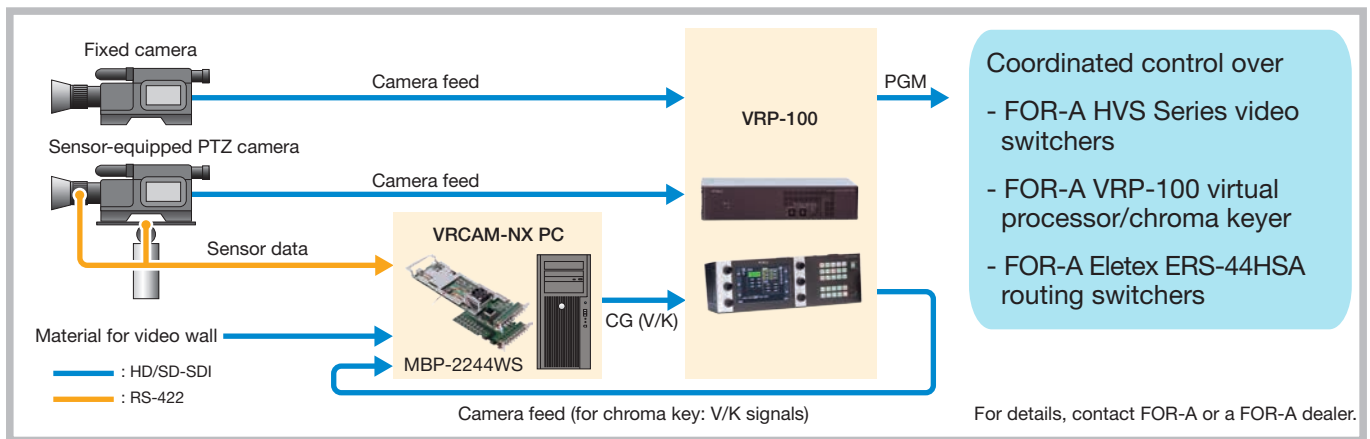 Fixed camera
Camera feed
PGM
VRP-100
Sensor-equipped PTZ camera
Camera feed
Sensor data
VRCAM-NX PC
CG (V/K)
Material for video wall
MBP-2244WS
: HD/SD-SDI
: RS-422
Camera feed (for chroma key: V/K signals)
Coordinated control over
- FOR-A HVS Series video
switchers
- FOR-A VRP-100 virtual
processor/chroma keyer
- FOR-A Eletex ERS-44HSA
routing switchers
For details, contact FOR-A or a FOR-A dealer.